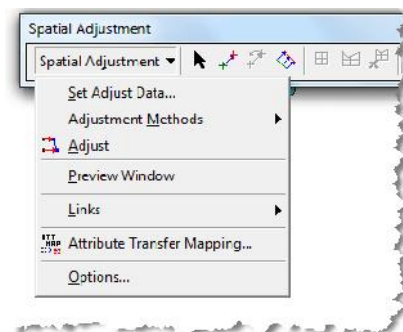 Spatial Adjustment
Spatial Adjustment
Set Adjust Data...
Adjustment Methods
Adjust
Preview Window
Links
Attribute Transfer Mapping...
Options...